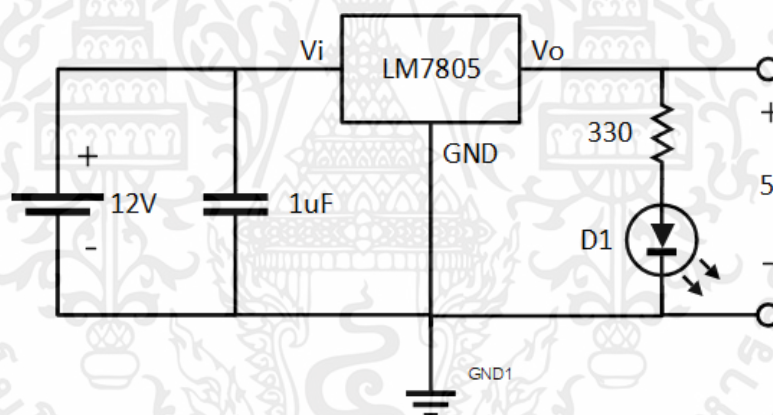 Vi
LM7805
Vo
330
GND
+
+
12V
1uF
5
D1
-
-
GND1